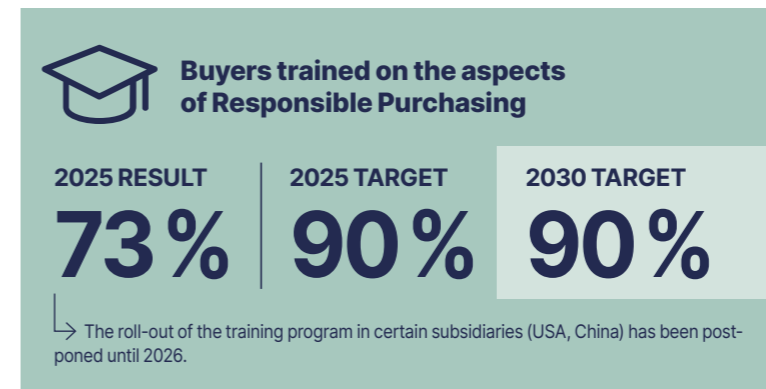 Buyers trained on the aspects
of Responsible Purchasing
2025 RESULT
73 %
2025 TARGET
90 %
2030 TARGET
90 %
The roll-out of the training program in certain subsidiaries (USA, China) has been post-
poned until 2026.